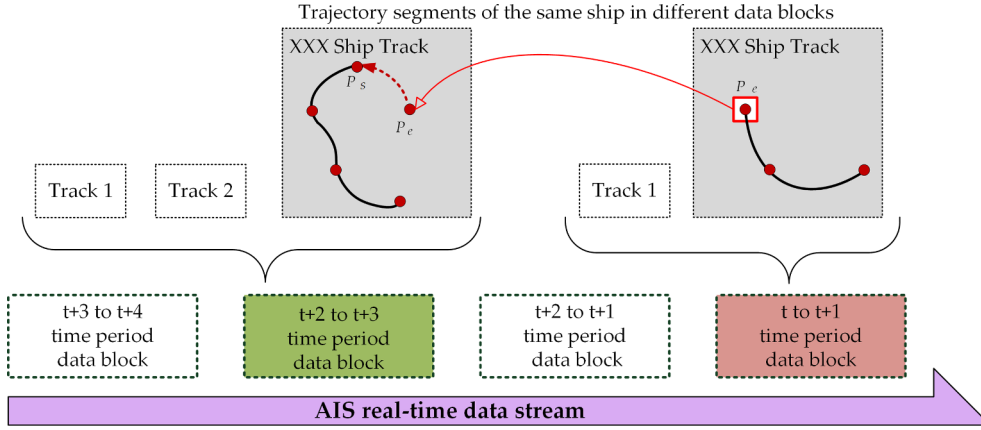 Trajectory segments of the same ship in different data blocks
XXX Ship Track
P s
P e
XXX Ship Track
P e
Track 1
Track 2
Track 1
t+3 to t+4
time period
data block
t+2 to t+3
time period
data block
t+2 to t+1
time period
data block
t to t+1
time period
data block
AIS real-time data stream